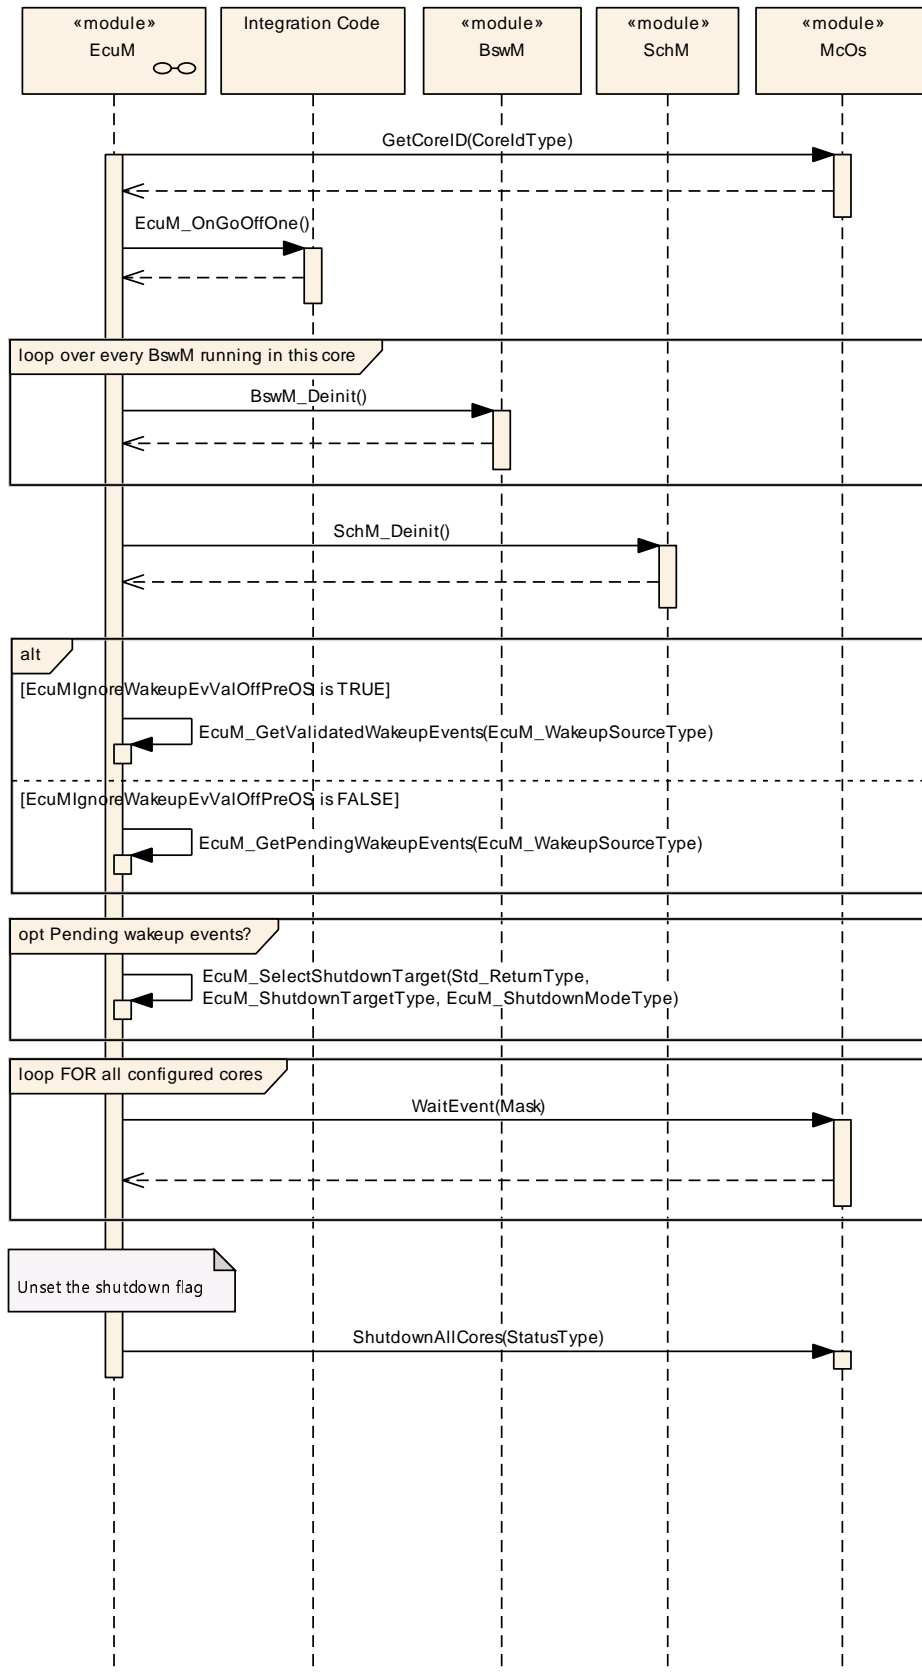 «module»
EcuM
Integration Code
«module»
BswM
«module»
SchM
«module»
McOs
GetCoreID(CoreIdType)
EcuM_OnGoOffOne()
loop over every BswM running in this core
BswM_Deinit()
SchM_Deinit()
alt
[EcuMIgnoreWakeupEvValOffPreOS is TRUE]
EcuM_GetValidatedWakeupEvents(EcuM_WakeupSourceType)
[EcuMIgnoreWakeupEvValOffPreOS is FALSE]
EcuM_GetPendingWakeupEvents(EcuM_WakeupSourceType)
opt Pending wakeup events?
EcuM_SelectShutdownTarget(Std_ReturnType,
EcuM_ShutdownTargetType, EcuM_ShutdownModeType)
loop FOR all configured cores
WaitEvent(Mask)
Unset the shutdown flag
ShutdownAllCores(StatusType)